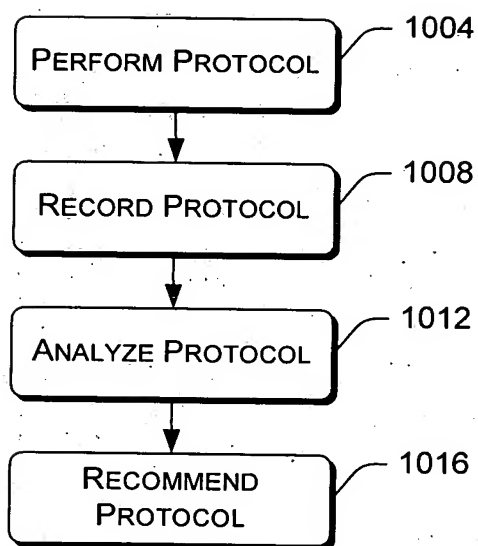 PERFORM PROTOCOL
1004
RECORD PROTOCOL
1008
ANALYZE PROTOCOL
1012
RECOMMEND
PROTOCOL
1016